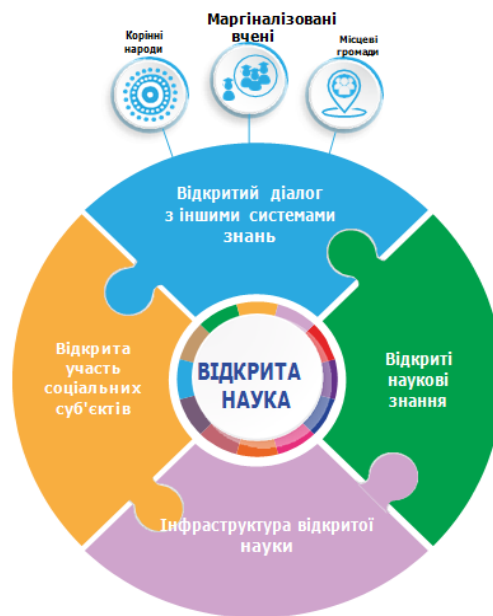 Корінні
народи
Маргіналізовані
вчені
Місцеві
громади
Відкритий діалог
з іншими системами
знань
Відкрита
участь
соціальних
суб'єктів
ВІДКРИТА
НАУКА
Відкриті
наукові
знання
Інфраструктура відкритої
науки